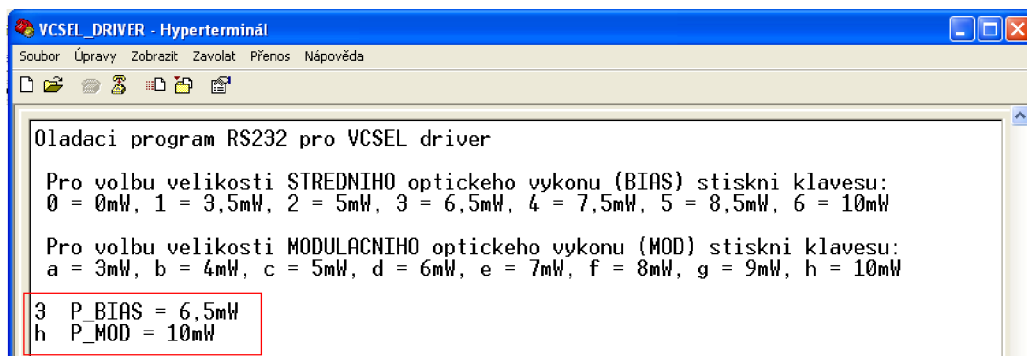 VCSEL_DRIVER - Hyperterminál
Soubor Úpravy Zobrazit Zavolat Přenos Nápověda
Oladaci program RS232 pro VCSEL driver
Pro volbu velikosti STREDNIHO optickeho vykonu (BIAS) stiskni klavesu:
0 = 0mW, 1 = 3,5mW, 2 = 5mW, 3 = 6,5mW, 4 = 7,5mW, 5 = 8,5mW, 6 = 10mW
Pro volbu velikosti MODULACNIHO optickeho vykonu (MOD) stiskni klavesu:
a = 3mW, b = 4mW, c = 5mW, d = 6mW, e = 7mW, f = 8mW, g = 9mW, h = 10mW
3 P_BIAS = 6,5mW
h P_MOD = 10mW